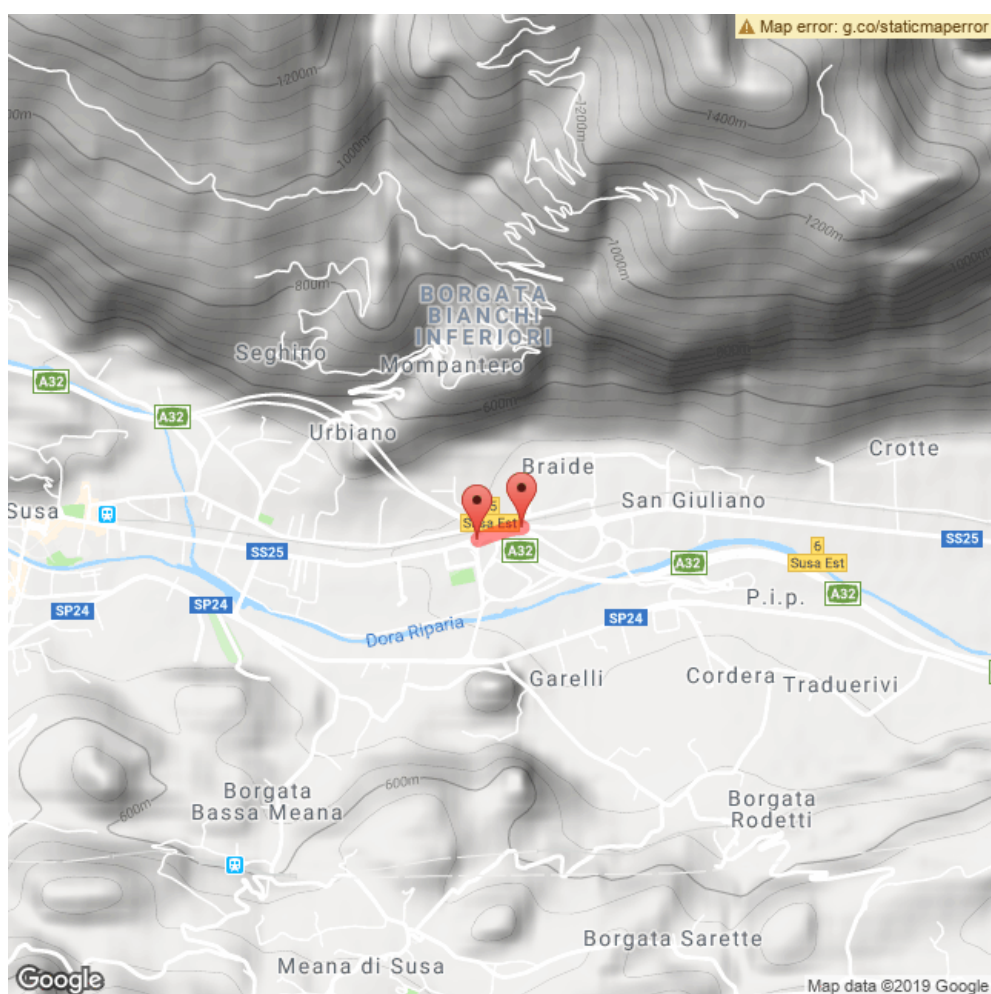 Map error: g.co/staticmaperror
1200m
1200m
1400m
1000m
1200m
1000m
800m
BORGATA
BIANCHI
INFERIORI
Seghino
Mompantero
A32
600m
A32
Urbiano
Crotte
Braide
San Giuliano
Susa
5
Susa Est
SS25
SS25
A32
6
Susa Est
A32
A32
P.i.p.
SP24
SP24
SP24
Dora Riparia
Garelli
Cordera
Traduerivi
600m
600m
Borgata
Bassa Meana
Borgata
Rodetti
Borgata Sarette
Meana di Susa
Google
Map data ©2019 Google